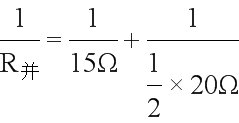 1/R并 = 1/15Ω + 1/(1/2 × 20Ω)